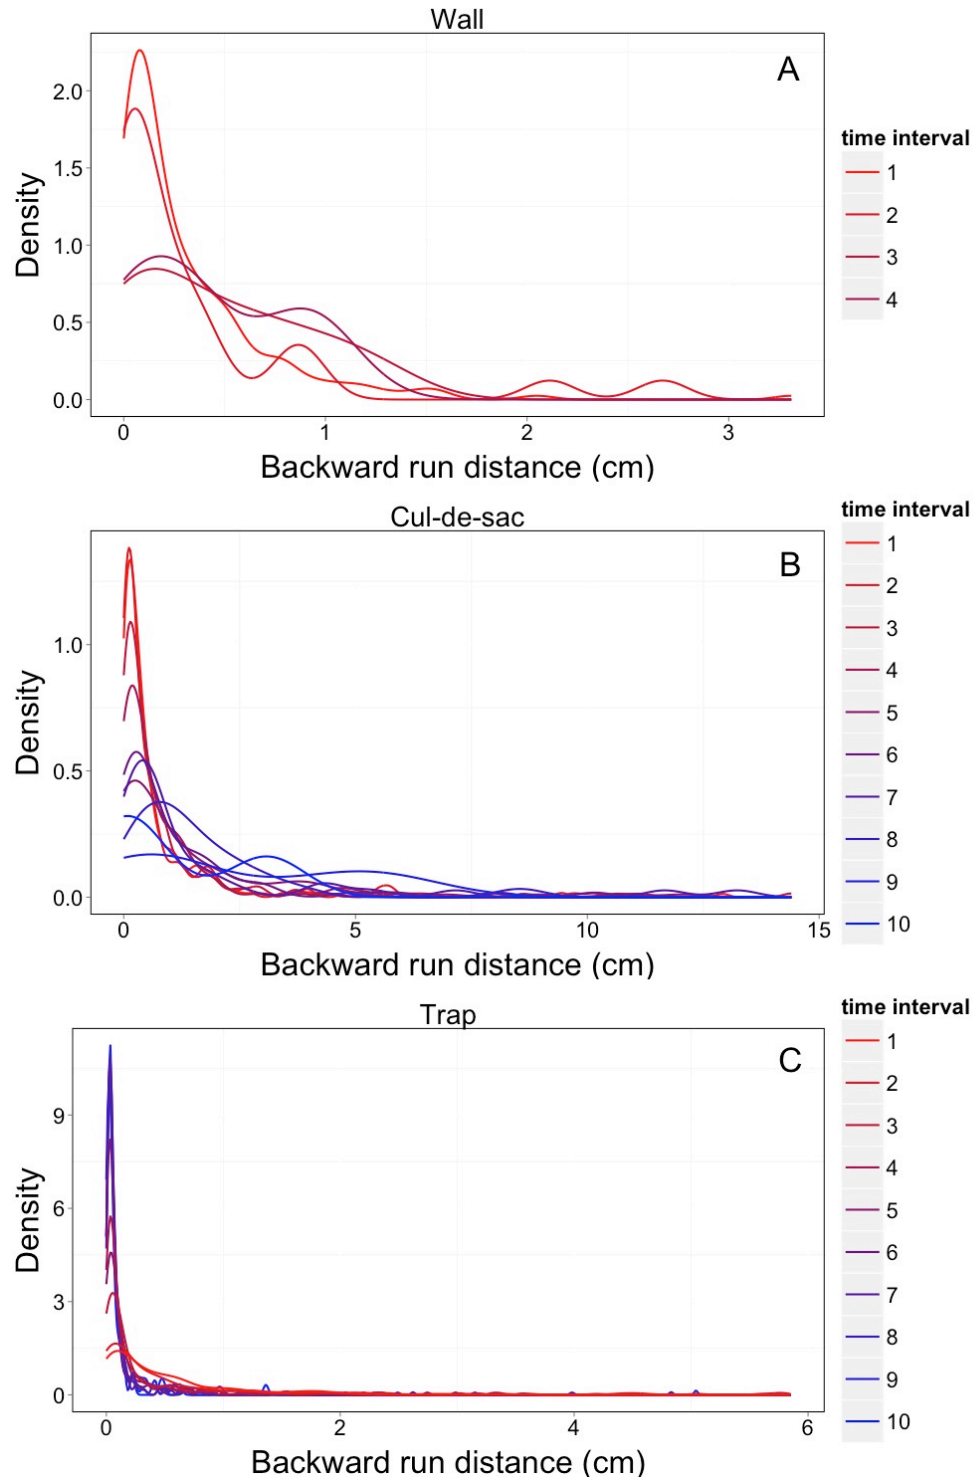 Wall
A
Density
2.0
1.5
1.0
0.5
0.0
0 1 2 3
Backward run distance (cm)
time interval
1
2
3
4
Cul-de-sac
B
Density
1.0
0.5
0.0
0 5 10 15
Backward run distance (cm)
time interval
1
2
3
4
5
6
7
8
9
10
Trap
C
Density
9
6
3
0
0 2 4 6
Backward run distance (cm)
time interval
1
2
3
4
5
6
7
8
9
10